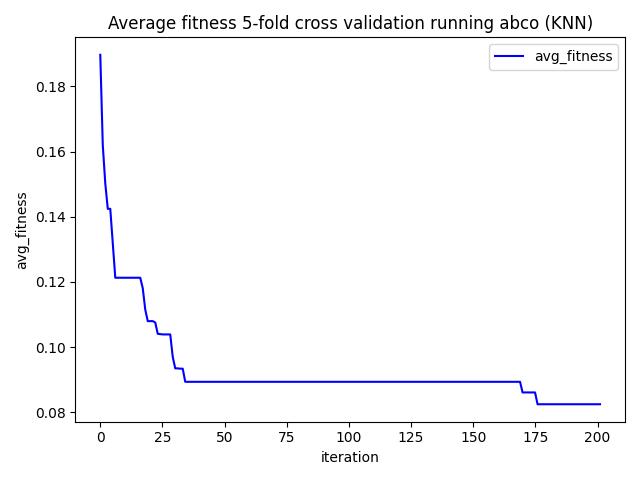 Average fitness 5-fold cross validation running abco (KNN)
avg_fitness
avg_fitness
0.18
0.16
0.14
0.12
0.10
0.08
0 25 50 75 100 125 150 175 200
iteration